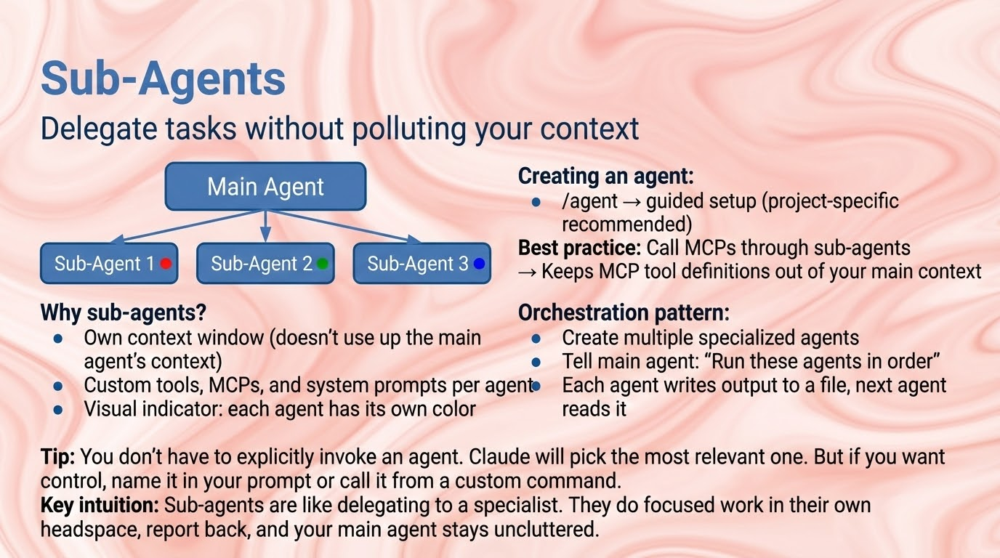 Sub-Agents
Delegate tasks without polluting your context
Main Agent
Sub-Agent 1
Sub-Agent 2
Sub-Agent 3
Why sub-agents?
● Own context window (doesn’t use up the main
agent’s context)
● Custom tools, MCPs, and system prompts per agent
● Visual indicator: each agent has its own color
Creating an agent:
● /agent → guided setup (project-specific
recommended)
Best practice: Call MCPs through sub-agents
→ Keeps MCP tool definitions out of your main context
Orchestration pattern:
● Create multiple specialized agents
● Tell main agent: “Run these agents in order”
● Each agent writes output to a file, next agent
reads it
Tip: You don’t have to explicitly invoke an agent. Claude will pick the most relevant one. But if you want
control, name it in your prompt or call it from a custom command.
Key intuition: Sub-agents are like delegating to a specialist. They do focused work in their own
headspace, report back, and your main agent stays uncluttered.